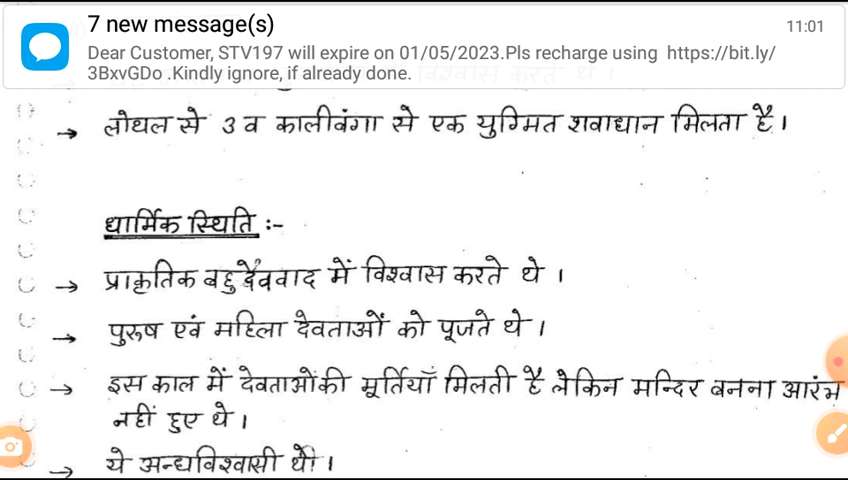 7 new message(s)
11:01
Dear Customer, STV197 will expire on 01/05/2023.Pls recharge using https://bit.ly/
3BxvGDo .Kindly ignore, if already done.
विश्वास करते थे ।
→ लोथल से 3 व कालीवंगा से एक युग्मित शवाधान मिलता है ।
धार्मिक स्थिति :-
→ प्राकृतिक बहुदैववाद में विश्वास करते थे ।
→ पुरुष एवं महिला देवताओं को पूजते थे ।
→ इस काल में देवताओं की मूर्तियाँ मिलती है लेकिन मन्दिर बनना आरंभ
नहीं हुए थे ।
→ ये अन्धविश्वासी थी ।